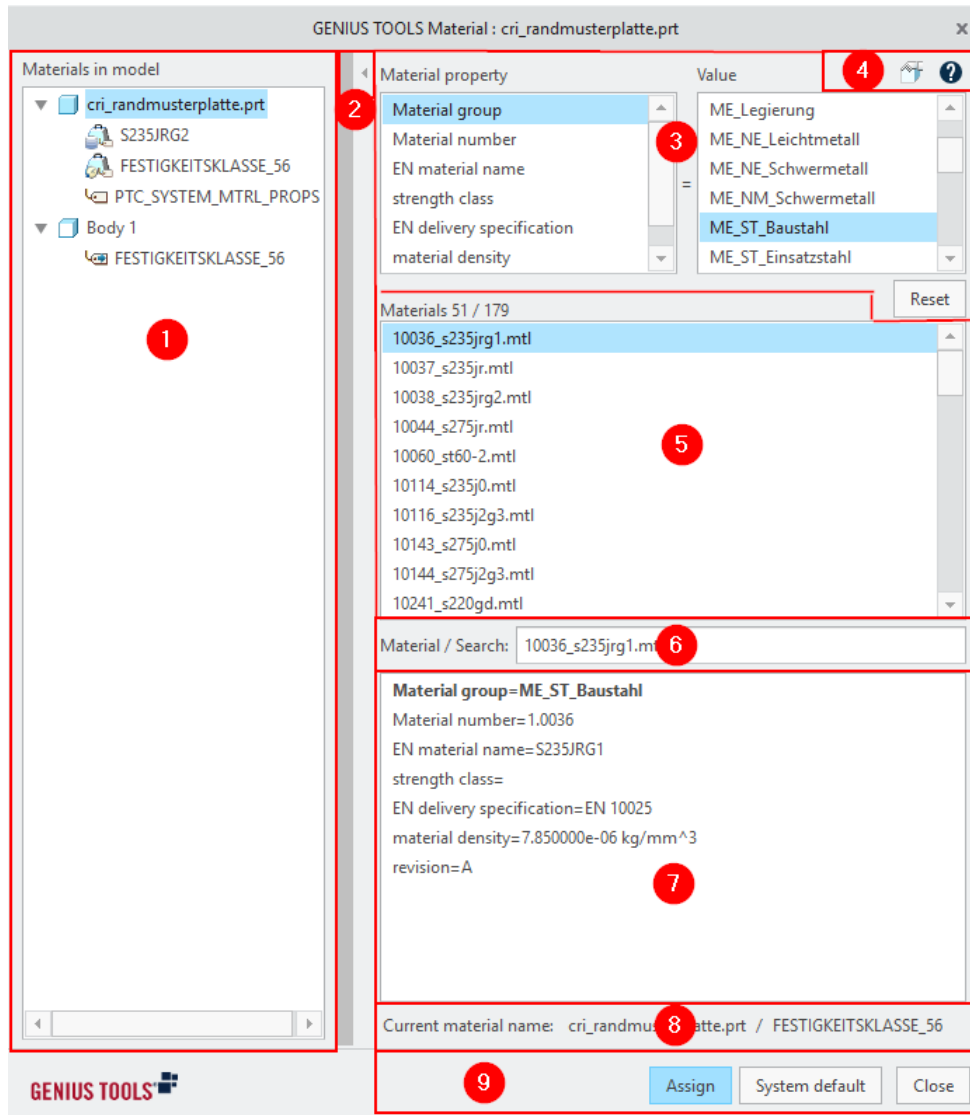 GENIUS TOOLS Material : cri_randmusterplatte.prt x
Materials in model
cri_randmusterplatte.prt
S235JRG2
FESTIGKEITSKLASSE_56
PTC_SYSTEM_MTRL_PROPS
Body 1
FESTIGKEITSKLASSE_56
1
2
Material property
Value
4
?
Material group
Material number
EN material name
strength class
EN delivery specification
material density
3
=
ME_Legierung
ME_NE_Leichtmetall
ME_NE_Schwermetall
ME_NM_Schwermetall
ME_ST_Baustahl
ME_ST_Einsatzstahl
Reset
Materials 51 / 179
10036_s235jrg1.mtl
10037_s235jr.mtl
10038_s235jrg2.mtl
10044_s275jr.mtl
10060_st60-2.mtl
10114_s235j0.mtl
10116_s235j2g3.mtl
10143_s275j0.mtl
10144_s275j2g3.mtl
10241_s220gd.mtl
5
Material / Search: 10036_s235jrg1.mt
6
Material group=ME_ST_Baustahl
Material number=1.0036
EN material name=S235JRG1
strength class=
EN delivery specification=EN 10025
material density=7.850000e-06 kg/mm^3
revision=A
7
Current material name: cri_randmus 8 atte.prt / FESTIGKEITSKLASSE_56
GENIUS TOOLS
9
Assign System default Close